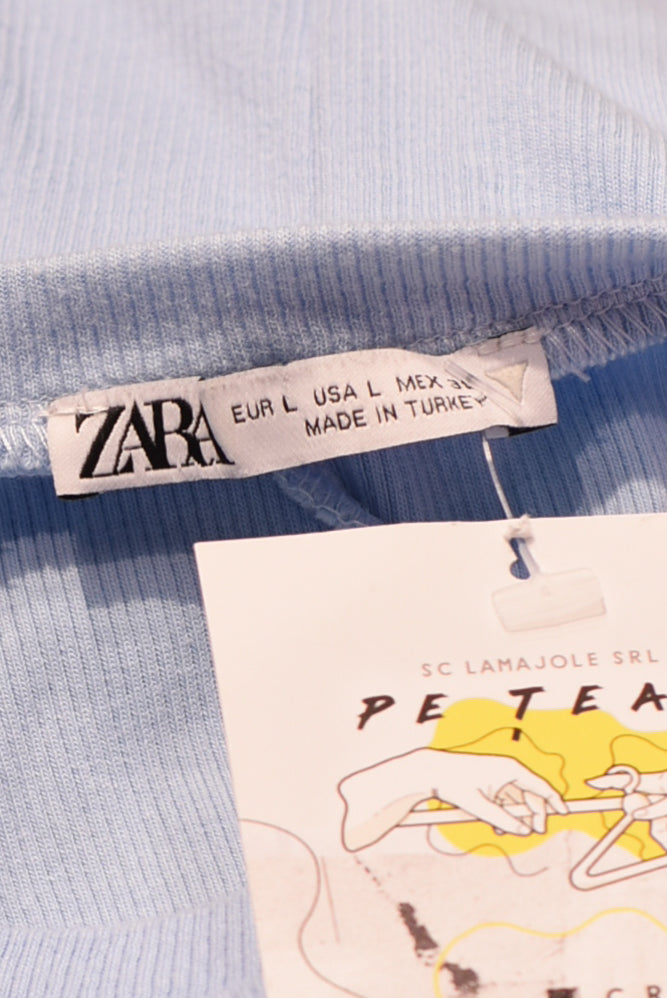 ZARA
EUR L USA L MEX
MADE IN TURKEY
SC LAMAJOLE SRL
PE TEA